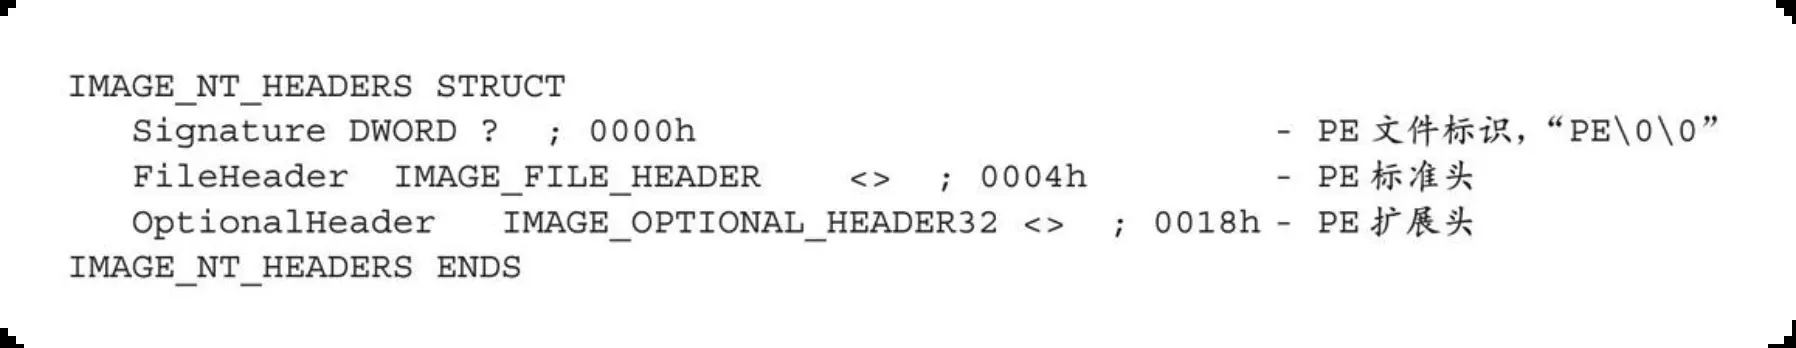 IMAGE_NT_HEADERS STRUCT
Signature DWORD ? ; 0000h - PE 文件标识，“PE\0\0”
FileHeader IMAGE_FILE_HEADER <> ; 0004h - PE 标准头
OptionalHeader IMAGE_OPTIONAL_HEADER32 <> ; 0018h - PE 扩展头
IMAGE_NT_HEADERS ENDS